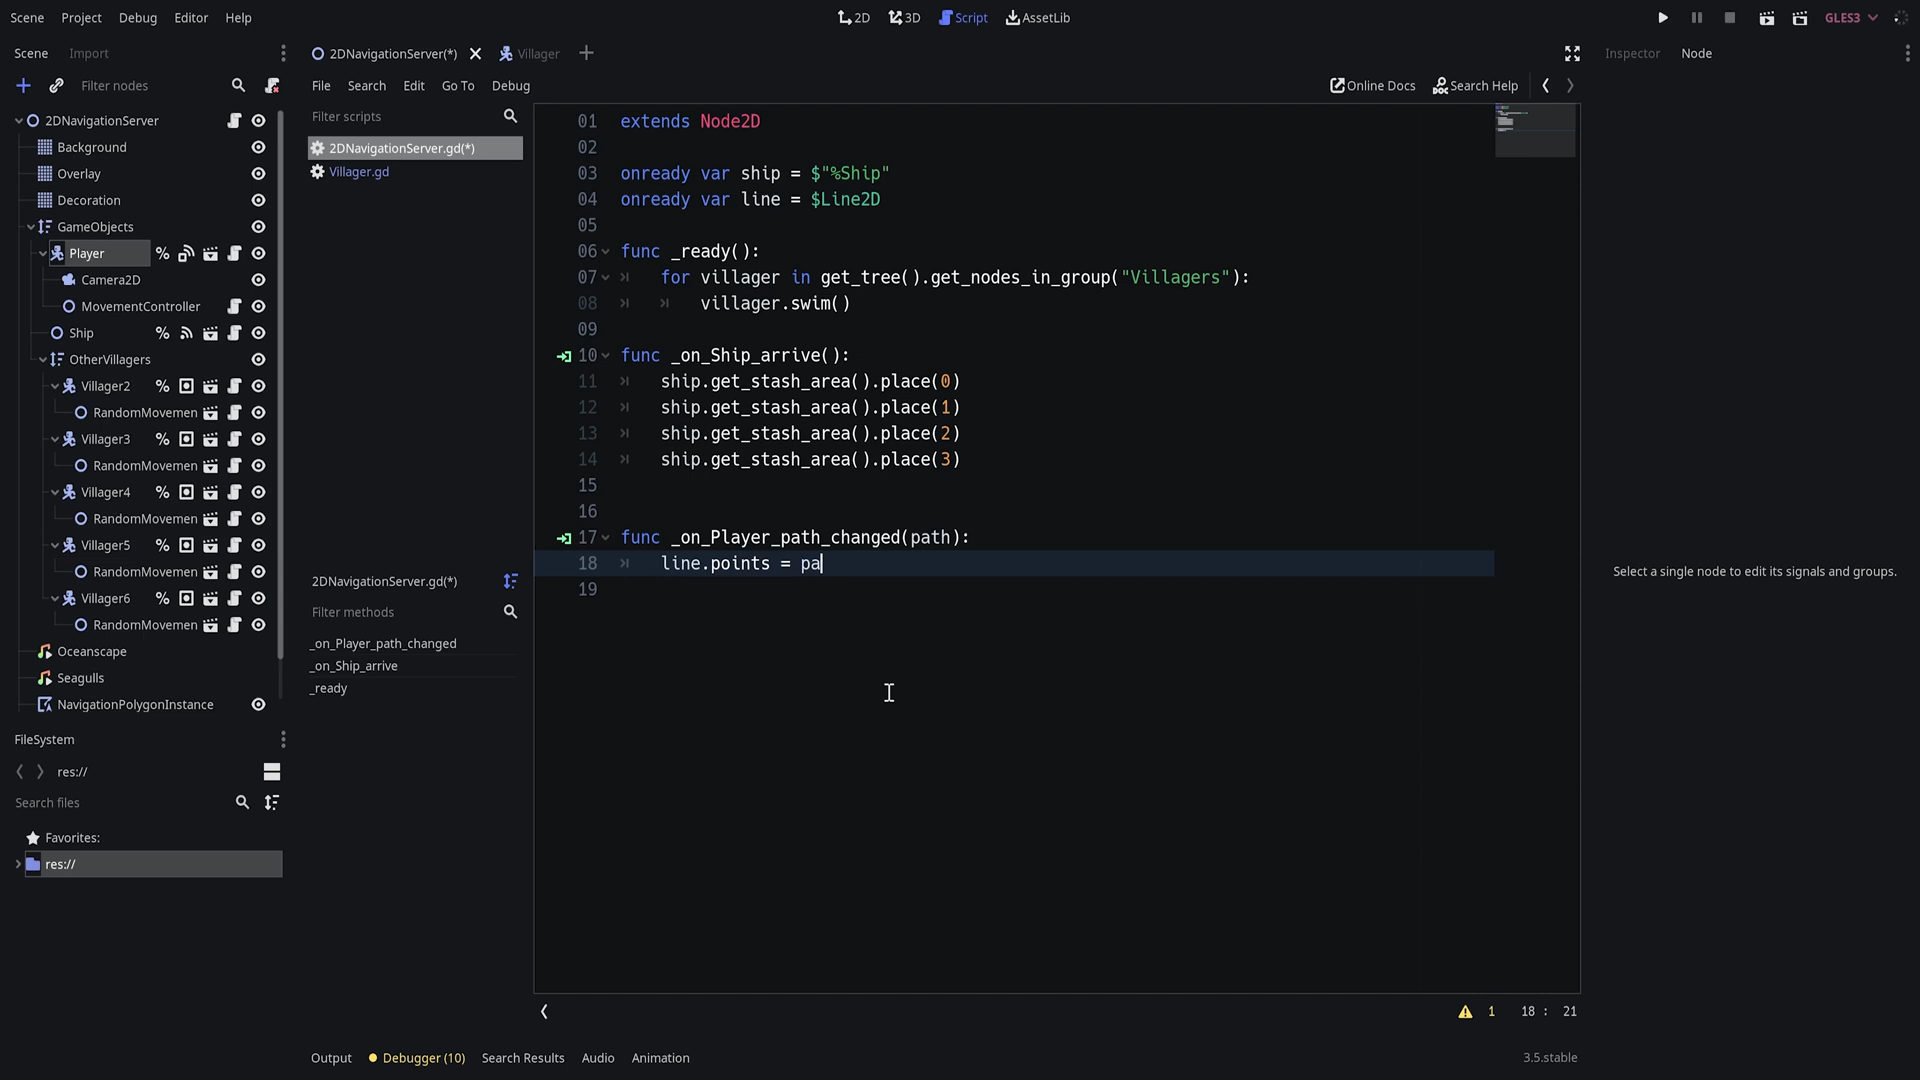 Scene Project Debug Editor Help
2D 3D Script AssetLib
GLES3
Scene Import
2DNavigationServer(*) Villager
Inspector Node
Filter nodes
File Search Edit Go To Debug
Online Docs Search Help
2DNavigationServer
Background
Overlay
Decoration
GameObjects
Player
Camera2D
MovementController
Ship
OtherVillagers
Villager2
RandomMovemen
Villager3
RandomMovemen
Villager4
RandomMovemen
Villager5
RandomMovemen
Villager6
RandomMovemen
Oceanscape
Seagulls
NavigationPolygonInstance
FileSystem
res://
Search files
Favorites:
res://
Filter scripts
2DNavigationServer.gd(*)
Villager.gd
2DNavigationServer.gd(*)
Filter methods
_on_Player_path_changed
_on_Ship_arrive
_ready
01 extends Node2D
02
03 onready var ship = $"%Ship"
04 onready var line = $Line2D
05
06 func _ready():
07 for villager in get_tree().get_nodes_in_group("Villagers"):
08 villager.swim()
09
10 func _on_Ship_arrive():
11 ship.get_stash_area().place(0)
12 ship.get_stash_area().place(1)
13 ship.get_stash_area().place(2)
14 ship.get_stash_area().place(3)
15
16
17 func _on_Player_path_changed(path):
18 line.points = pa
19
Select a single node to edit its signals and groups.
1 18 : 21
Output Debugger (10) Search Results Audio Animation
3.5.stable